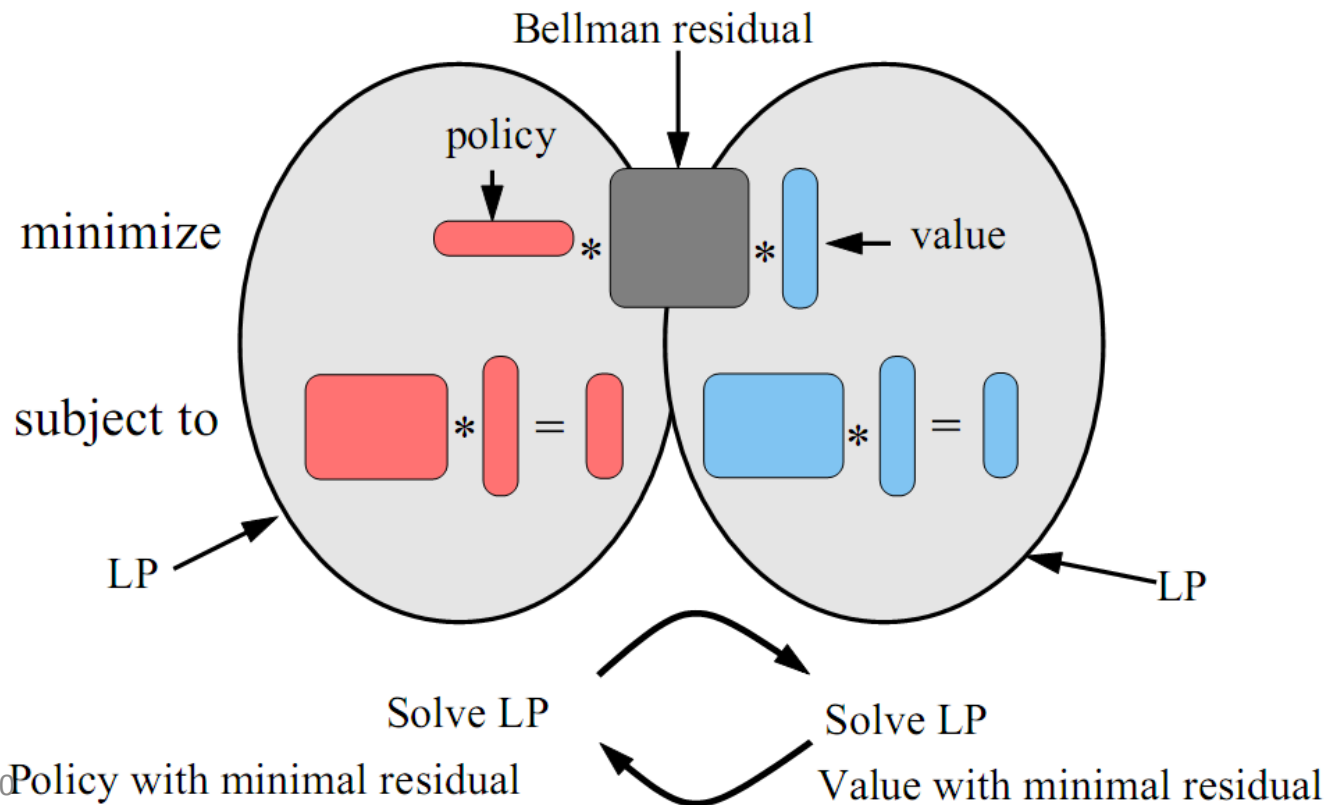 Bellman residual
policy
minimize
*
*
value
subject to
* =
* =
LP
LP
Solve LP
Solve LP
Policy with minimal residual
Value with minimal residual